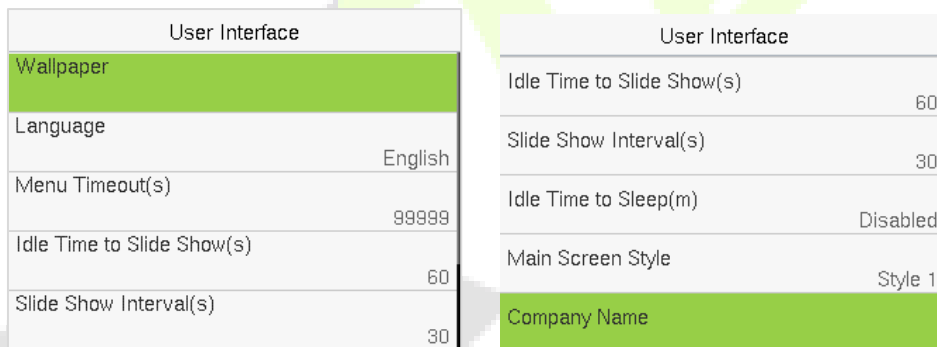 User Interface
Wallpaper
Language
English
Menu Timeout(s)
99999
Idle Time to Slide Show(s)
60
Slide Show Interval(s)
30
User Interface
Idle Time to Slide Show(s)
60
Slide Show Interval(s)
30
Idle Time to Sleep(m)
Disabled
Main Screen Style
Style 1
Company Name